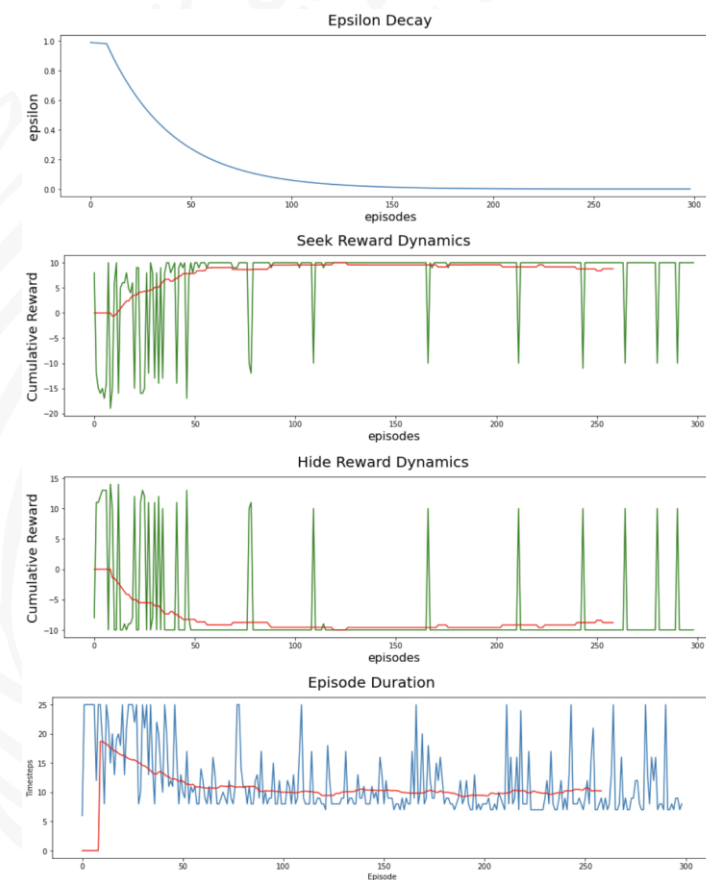 Epsilon Decay
1.0
0.8
0.6
0.4
0.2
0.0
epsilon
0 50 100 150 200 250 300
episodes
Seek Reward Dynamics
10
5
0
−5
−10
−15
−20
Cumulative Reward
0 50 100 150 200 250 300
episodes
Hide Reward Dynamics
15
10
5
0
−5
−10
Cumulative Reward
0 50 100 150 200 250 300
episodes
Episode Duration
25
20
15
10
5
0
Timesteps
0 50 100 150 200 250 300
Episode